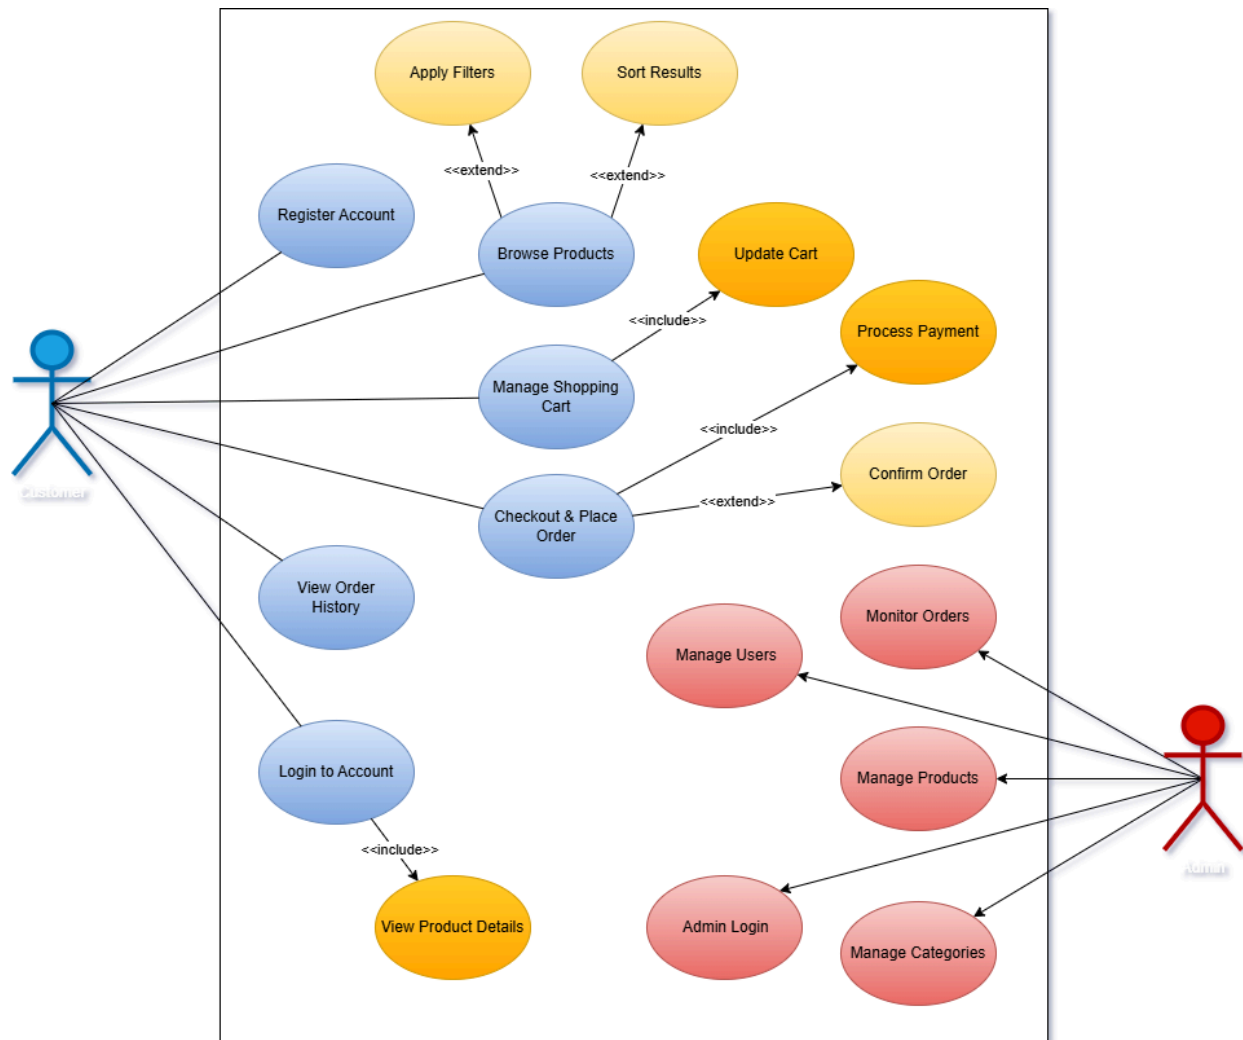 Apply Filters
Sort Results
<<extend>>
<<extend>>
Register Account
Browse Products
Update Cart
<<include>>
Process Payment
Manage Shopping
Cart
<<include>>
Customer
Confirm Order
<<extend>>
Checkout & Place
Order
View Order
History
Monitor Orders
Manage Users
Login to Account
Manage Products
<<include>>
Admin
View Product Details
Admin Login
Manage Categories